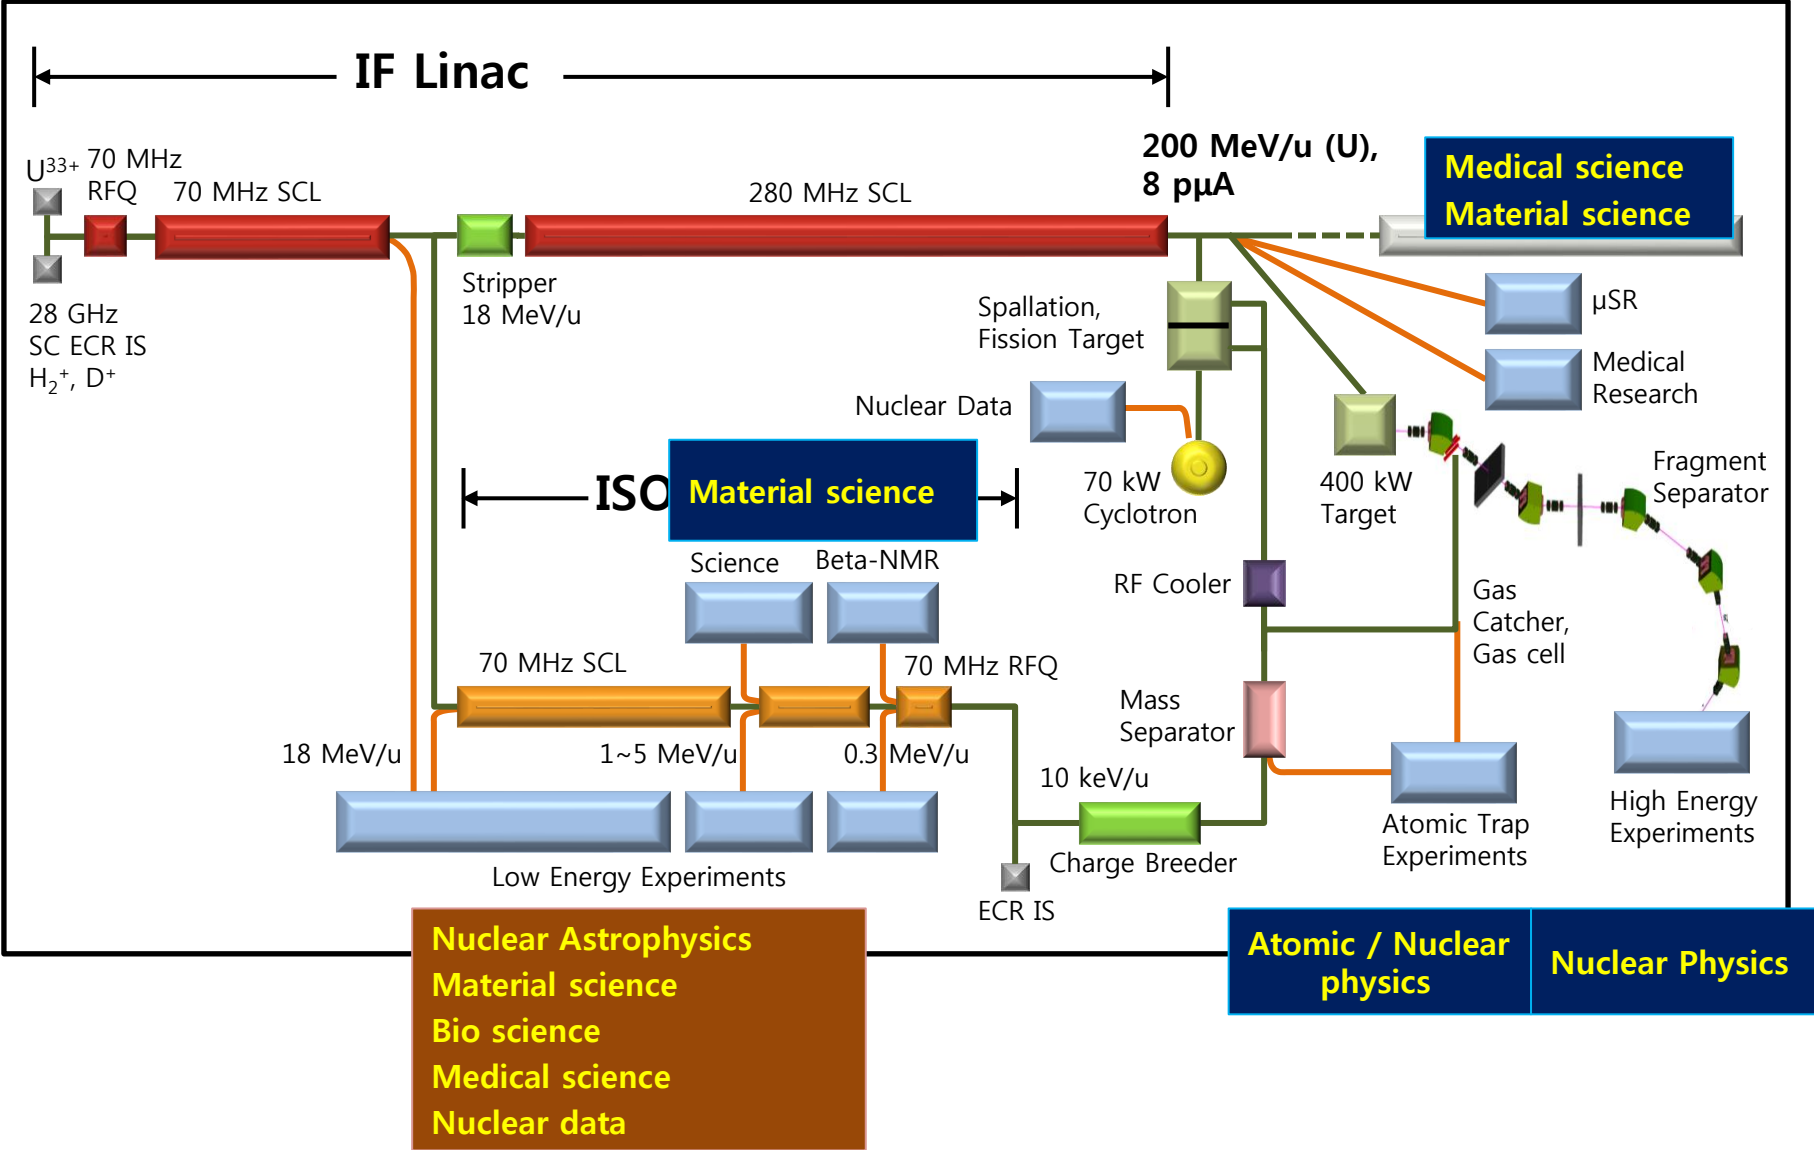 IF Linac
U³³⁺
70 MHz
RFQ
70 MHz SCL
280 MHz SCL
200 MeV/u (U),
8 pµA
Medical science
Material science
28 GHz
SC ECR IS
H₂⁺, D⁺
Stripper
18 MeV/u
Spallation,
Fission Target
µSR
Medical
Research
Nuclear Data
70 kW
Cyclotron
400 kW
Target
Fragment
Separator
ISO
Material science
Science
Beta-NMR
RF Cooler
Gas
Catcher,
Gas cell
70 MHz SCL
70 MHz RFQ
Mass
Separator
18 MeV/u
1~5 MeV/u
0.3 MeV/u
10 keV/u
Charge Breeder
Atomic Trap
Experiments
High Energy
Experiments
Low Energy Experiments
ECR IS
Nuclear Astrophysics
Material science
Bio science
Medical science
Nuclear data
Atomic / Nuclear
physics
Nuclear Physics